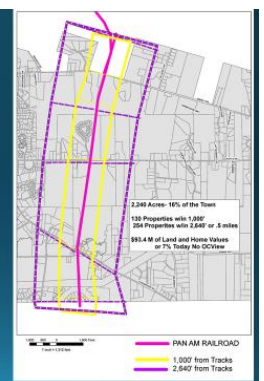 2,240 Acres- 16% of the Town
130 Properties w/in 1,000'
264 Properties w/in 2,640' or .5 miles
$93.4 M of Land and Home Values
or 7% Today No OCView
PAN AM RAILROAD
1,000' from Tracks
2,640' from Tracks